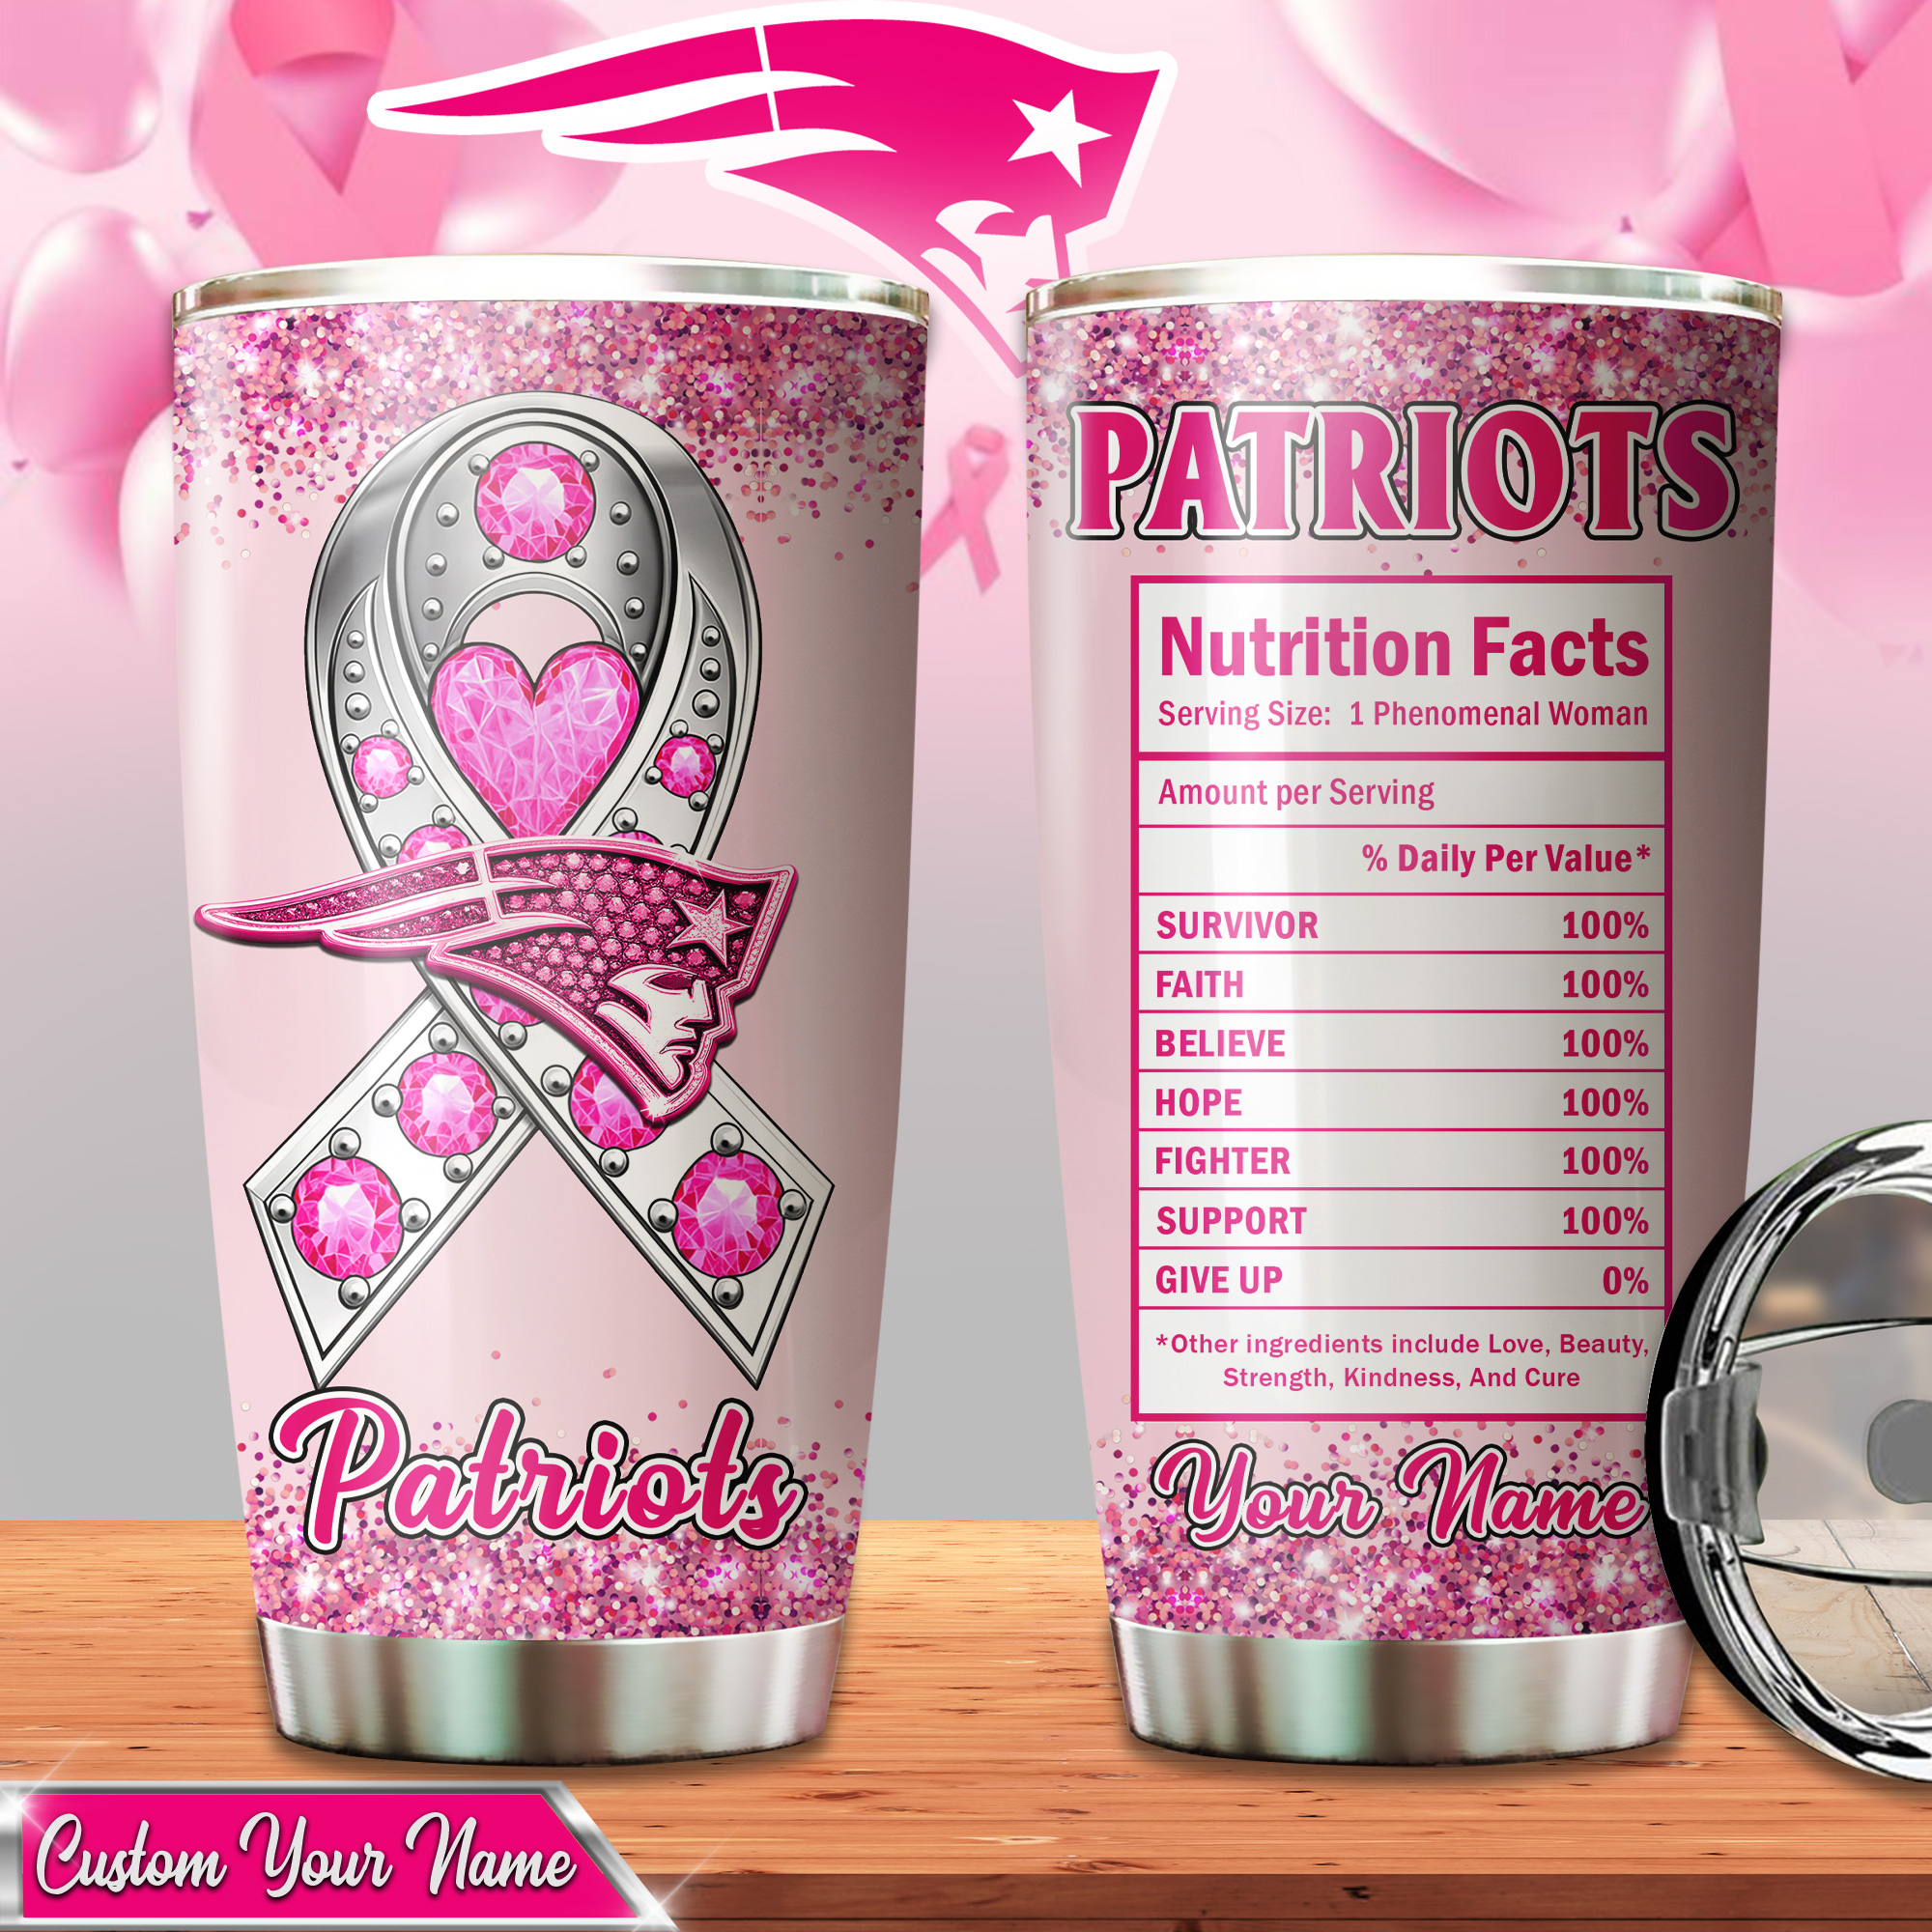 PATRIOTS
Nutrition Facts
Serving Size: 1 Phenomenal Woman
Amount per Serving
% Daily Per Value*
SURVIVOR 100%
FAITH 100%
BELIEVE 100%
HOPE 100%
FIGHTER 100%
SUPPORT 100%
GIVE UP 0%
*Other ingredients include Love, Beauty,
Strength, Kindness, And Cure
Patriots
Your Name
Custom Your Name